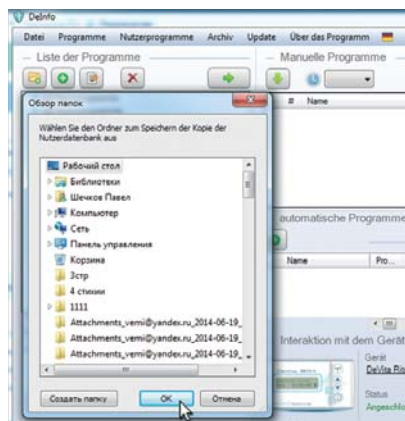 DeInfo
Datei Programme Nutzerprogramme Archiv Update Über das Programm
Liste der Programme
Manuelle Programme
# Name
Обзор папок
Wählen Sie den Ordner zum Speichern der Kopie der
Nutzerdatenbank aus
Рабочий стол
Библиотеки
Шечков Павел
Компьютер
Сеть
Панель управления
Корзина
3стр
4 стихии
1111
Attachments_vemi@yandex.ru_2014-06-19_
Attachments_vemi@yandex.ru_2014-06-19_
Attachments_vemi@yandex.ru_2014-06-19_
Создать папку
OK
Отмена
automatische Programme
Name Pro...
Interaktion mit dem Gerät
Gerät
DeVita Rio
Status
Angeschlo